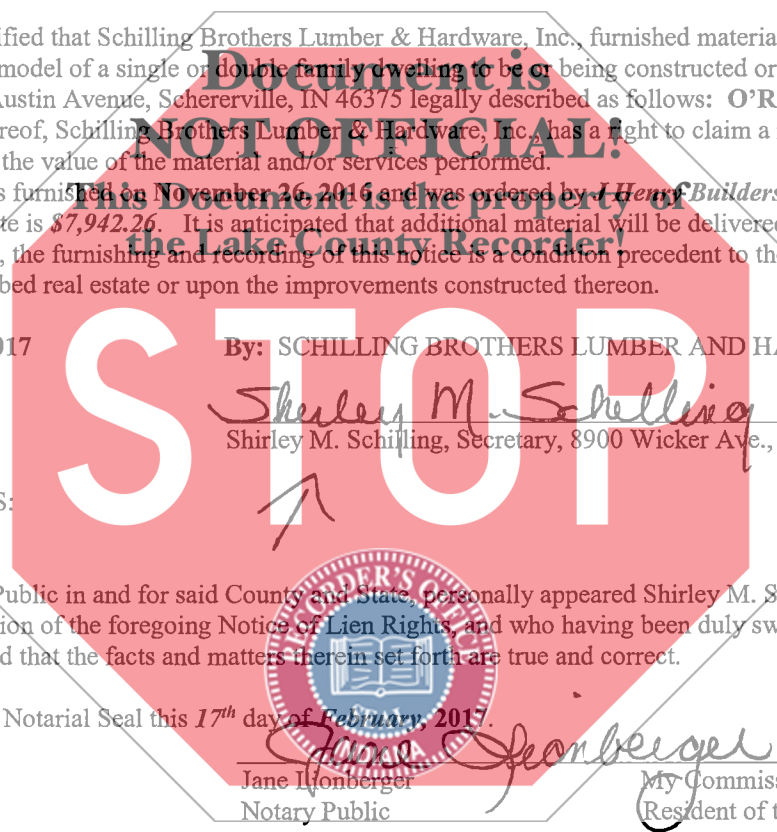 ified that Schilling Brothers Lumber & Hardware, Inc., furnished materia
model of a single or double family dwelling to be or being constructed or
Austin Avenue, Schererville, IN 46375 legally described as follows: O'R
reof, Schilling Brothers Lumber & Hardware, Inc., has a right to claim a
the value of the material and/or services performed.
s furnished on November 26, 2016 and was ordered by J Henry Builders
te is $7,942.26. It is anticipated that additional material will be delivered
, the furnishing and recording of this notice is a condition precedent to th
bed real estate or upon the improvements constructed thereon.
Document is
NOT OFFICIAL!
This Document is the property of
the Lake County Recorder!
STOP
017
By: SCHILLING BROTHERS LUMBER AND HA
Shirley M. Schilling
Shirley M. Schilling, Secretary, 8900 Wicker Ave.,
S:
Public in and for said County and State, personally appeared Shirley M. S
ion of the foregoing Notice of Lien Rights, and who having been duly sw
d that the facts and matters therein set forth are true and correct.
RECORDER'S OFFICE
SEAL
INDIANA
Notarial Seal this 17th day of February, 2017.
Jane Lionberger
Jane Lionberger
My Commiss
Notary Public
Resident of t